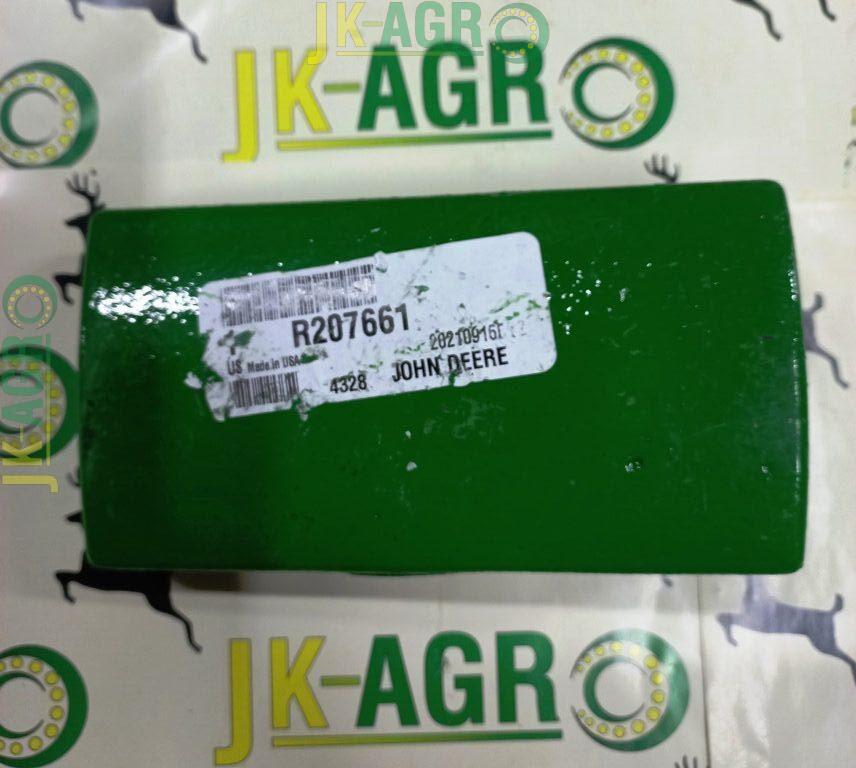 JK-AGRO
JK-AGRO
R207661
20210916
US Made in USA
4328 JOHN DEERE
JK-AGRO
JK-AGRO